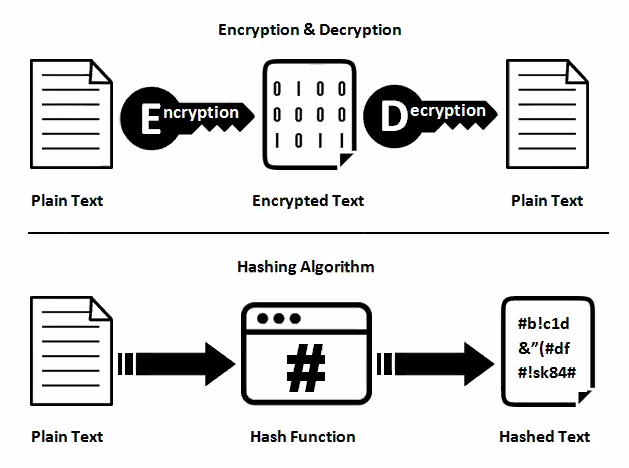 Encryption & Decryption
Encryption
0 1 0 0
0 0 0 0
1 0 1 1
Decryption
Plain Text
Encrypted Text
Plain Text
Hashing Algorithm
#
#b!c1d
&”(#df
#!sk84#
Plain Text
Hash Function
Hashed Text